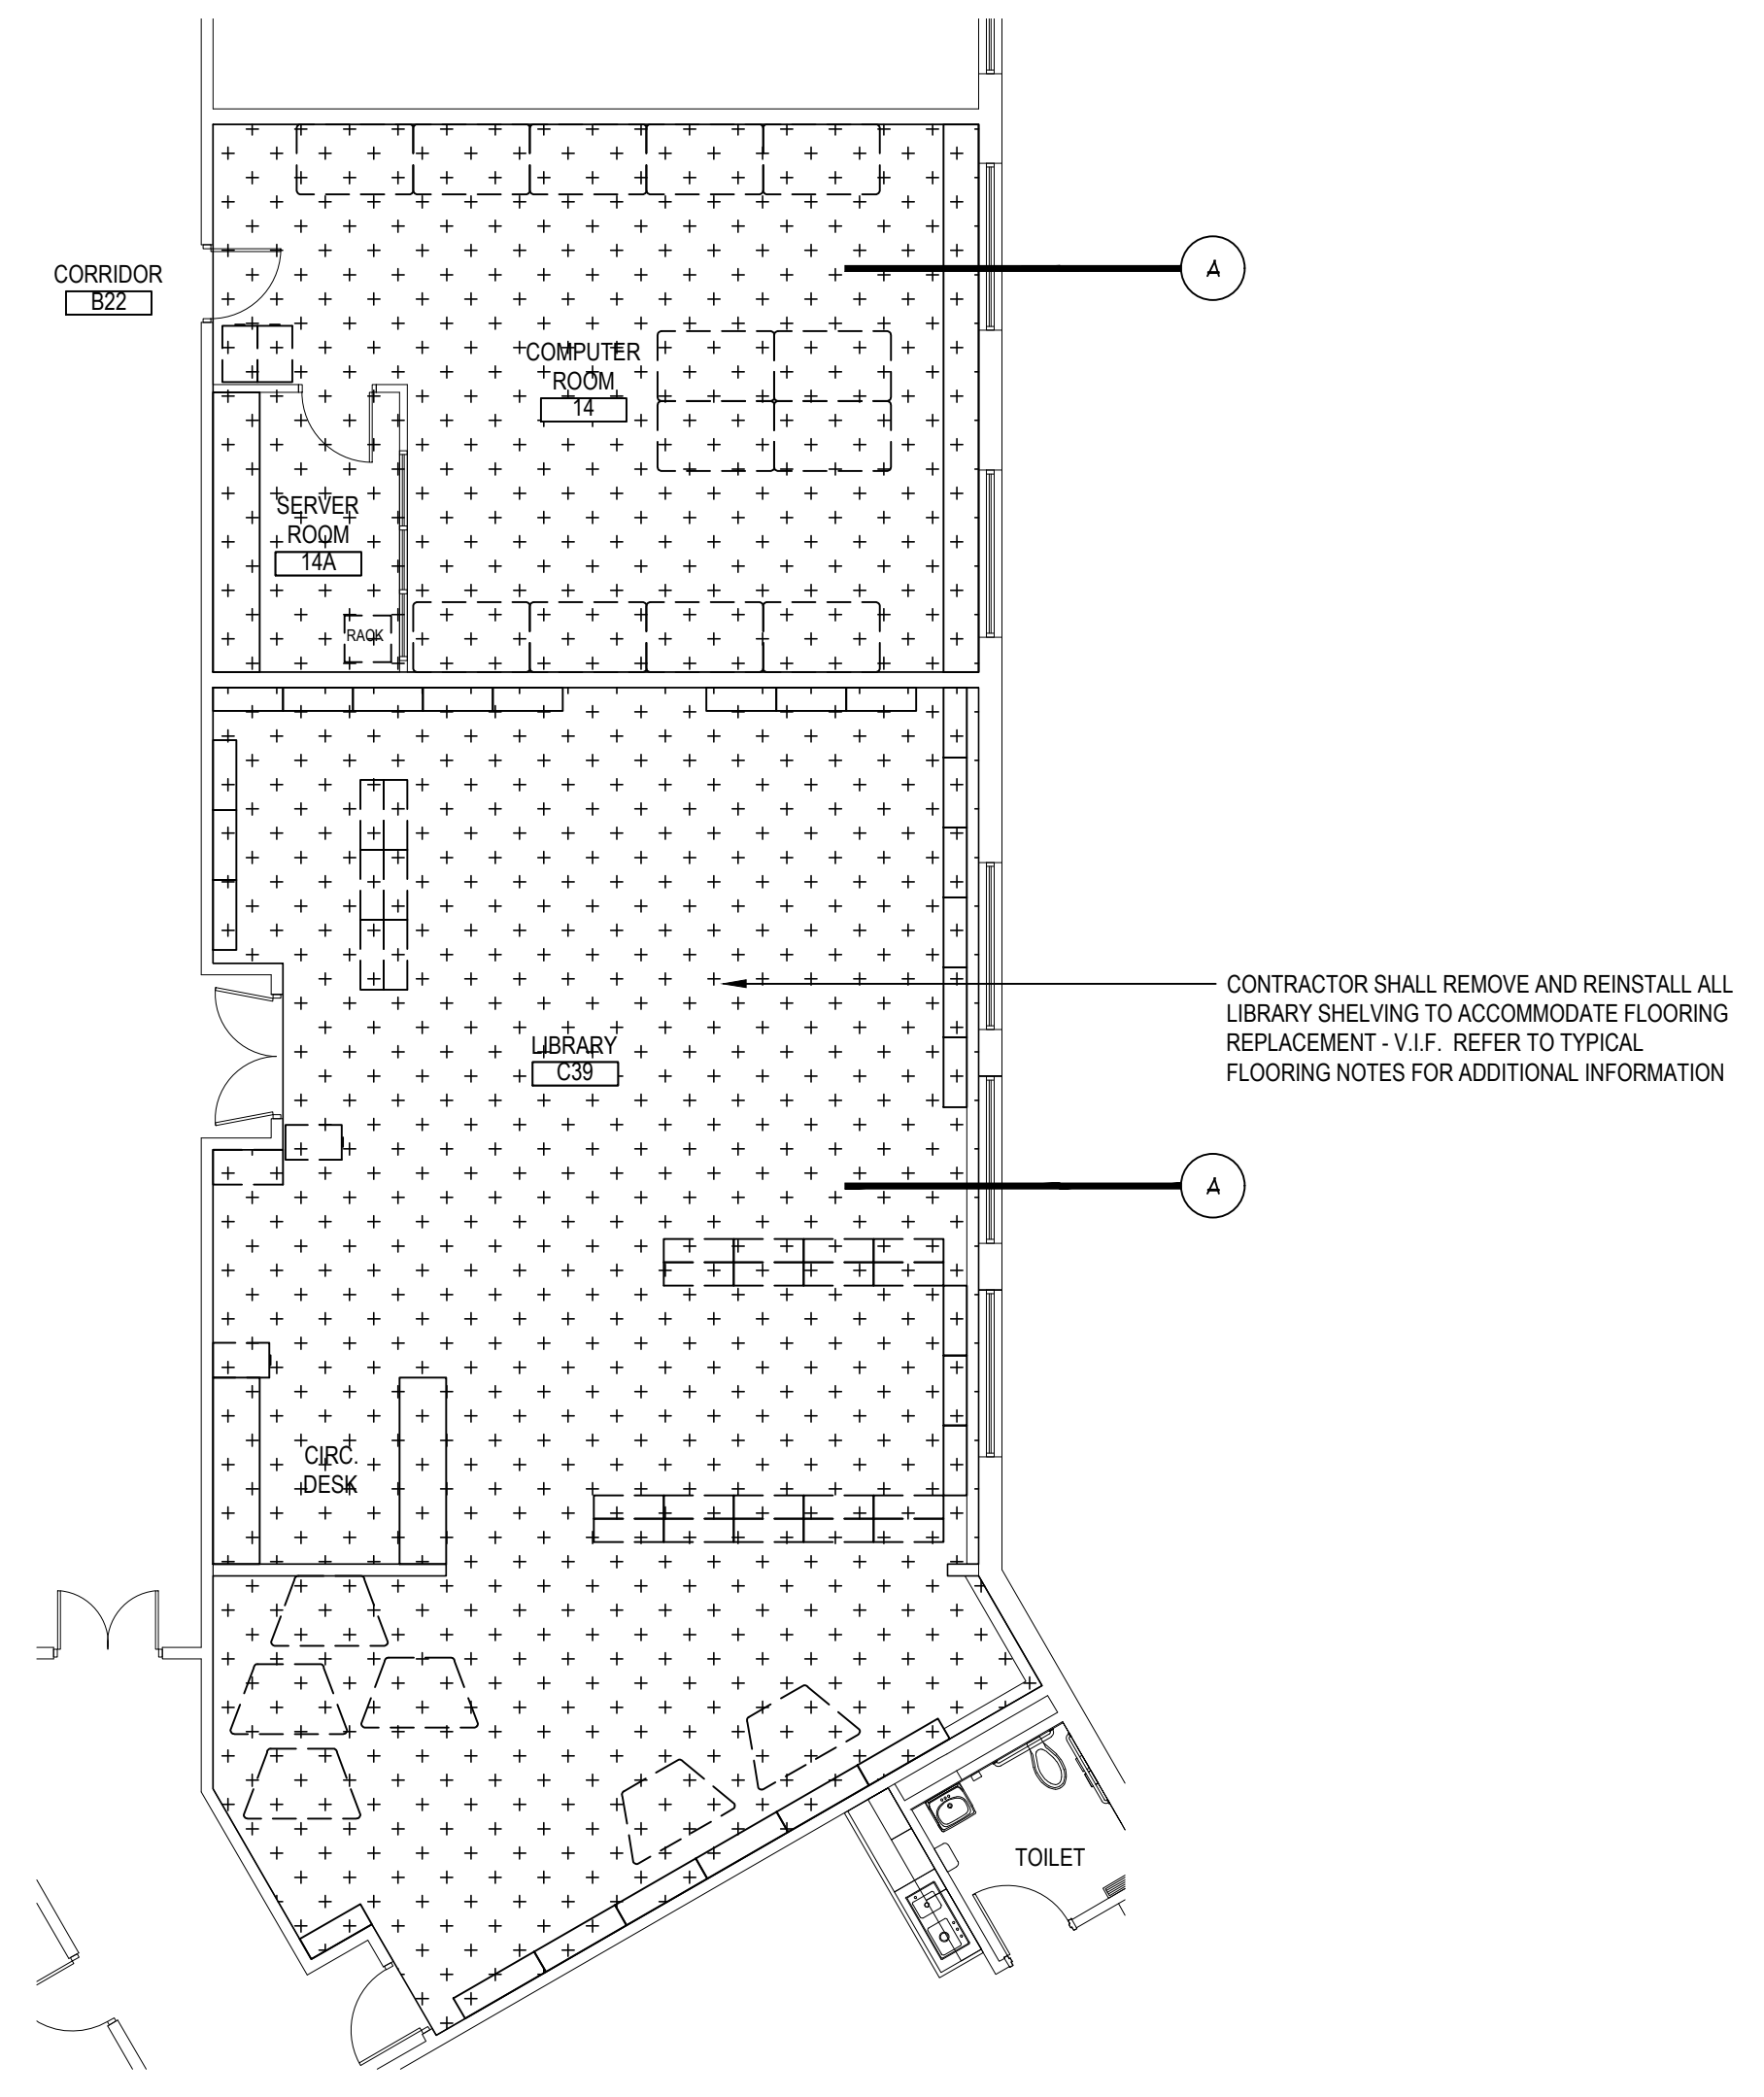 CORRIDOR
B22
A
COMPUTER
ROOM
14
SERVER
ROOM
14A
RACK
CONTRACTOR SHALL REMOVE AND REINSTALL ALL
LIBRARY SHELVING TO ACCOMMODATE FLOORING
REPLACEMENT - V.I.F. REFER TO TYPICAL
FLOORING NOTES FOR ADDITIONAL INFORMATION
LIBRARY
C39
A
CIRC.
DESK
TOILET